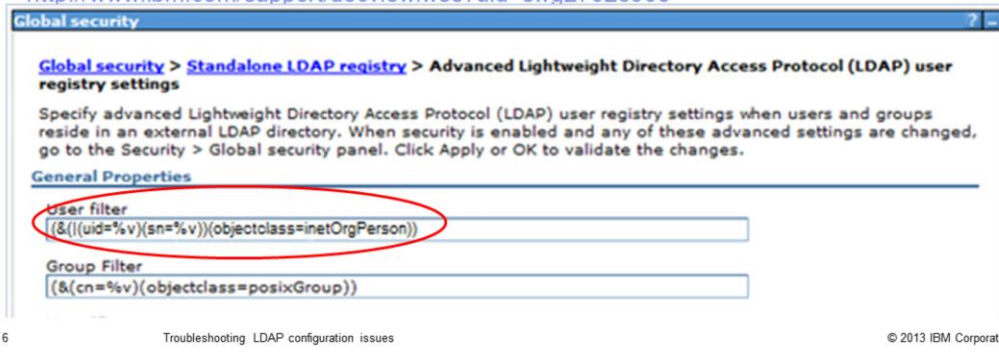 Global security
? –
Global security > Standalone LDAP registry > Advanced Lightweight Directory Access Protocol (LDAP) user
registry settings
Specify advanced Lightweight Directory Access Protocol (LDAP) user registry settings when users and groups
reside in an external LDAP directory. When security is enabled and any of these advanced settings are changed,
go to the Security > Global security panel. Click Apply or OK to validate the changes.
General Properties
User filter
(&(|(uid=%v)(sn=%v))(objectclass=inetOrgPerson))
Group Filter
(&(cn=%v)(objectclass=posixGroup))
6 Troubleshooting LDAP configuration issues © 2013 IBM Corporat